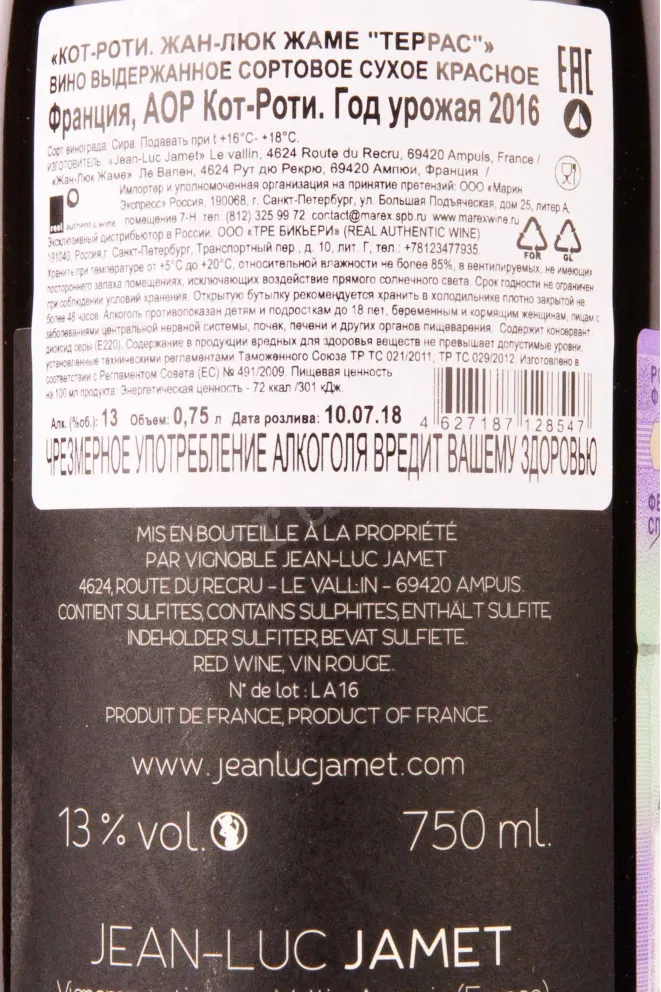 «КОТ-РОТИ. ЖАН-ЛЮК ЖАМЕ "ТЕРРАС"»
ВИНО ВЫДЕРЖАННОЕ СОРТОВОЕ СУХОЕ КРАСНОЕ
Франция, АОР Кот-Роти. Год урожая 2016
EAC
Сорт винограда: Сира. Подавать при t +16°C- +18°C.
ИЗГОТОВИТЕЛЬ: «Jean-Luc Jamet» Le vallin, 4624 Route du Recru, 69420 Ampuis, France /
«Жан-Люк Жаме» Ле Вален, 4624 Рут дю Рекрю, 69420 Ампюи, Франция /
Импортер и уполномоченная организация на принятие претензий: ООО «Марин
Экспресс» Россия, 190068, г. Санкт-Петербург, ул. Большая Подъяческая, дом 25, литер А,
real authentic wine помещение 7-Н тел. (812) 325 99 72 contact@marex.spb.ru www.marexwine.ru
Эксклюзивный дистрибьютор в России: ООО «ТРЕ БИКЬЕРИ» (REAL AUTHENTIC WINE)
191040, Россия, г. Санкт-Петербург, Транспортный пер., д. 10, лит. Г, тел.: +78123477935.
FOR GL
Хранить при температуре от +5°C до +20°C, относительной влажности не более 85%, в вентилируемых, не имеющих
постороннего запаха помещениях, исключающих воздействие прямого солнечного света. Срок годности не ограничен
при соблюдении условий хранения. Открытую бутылку рекомендуется хранить в холодильнике плотно закрытой не
более 48 часов. Алкоголь противопоказан детям и подросткам до 18 лет, беременным и кормящим женщинам, лицам с
заболеваниями центральной нервной системы, почек, печени и других органов пищеварения. Содержит консервант
диоксид серы (Е220). Содержание в продукции вредных для здоровья веществ не превышает допустимые уровни,
установленные техническими регламентами Таможенного Союза ТР ТС 021/2011; ТР ТС 029/2012. Изготовлено в
соответствии с Регламентом Совета (ЕС) № 491/2009. Пищевая ценность
на 100 мл продукта: Энергетическая ценность - 72 ккал /301 кДж.
Алк. (%об.): 13 Объем: 0,75 л Дата розлива: 10.07.18
4 627187 128547
ЧРЕЗМЕРНОЕ УПОТРЕБЛЕНИЕ АЛКОГОЛЯ ВРЕДИТ ВАШЕМУ ЗДОРОВЬЮ
MIS EN BOUTEILLE À LA PROPRIÉTÉ
PAR VIGNOBLE JEAN-LUC JAMET
4624, ROUTE DU RECRU - LE VALLIN - 69420 AMPUIS.
CONTIENT SULFITES, CONTAINS SULPHITES, ENTHÄLT SULFITE,
INDEHOLDER SULFITER, BEVAT SULFIETE.
RED WINE, VIN ROUGE.
N° de lot : LA16
PRODUIT DE FRANCE, PRODUCT OF FRANCE.
www.jeanlucjamet.com
13 % vol. 750 ml.
JEAN-LUC JAMET